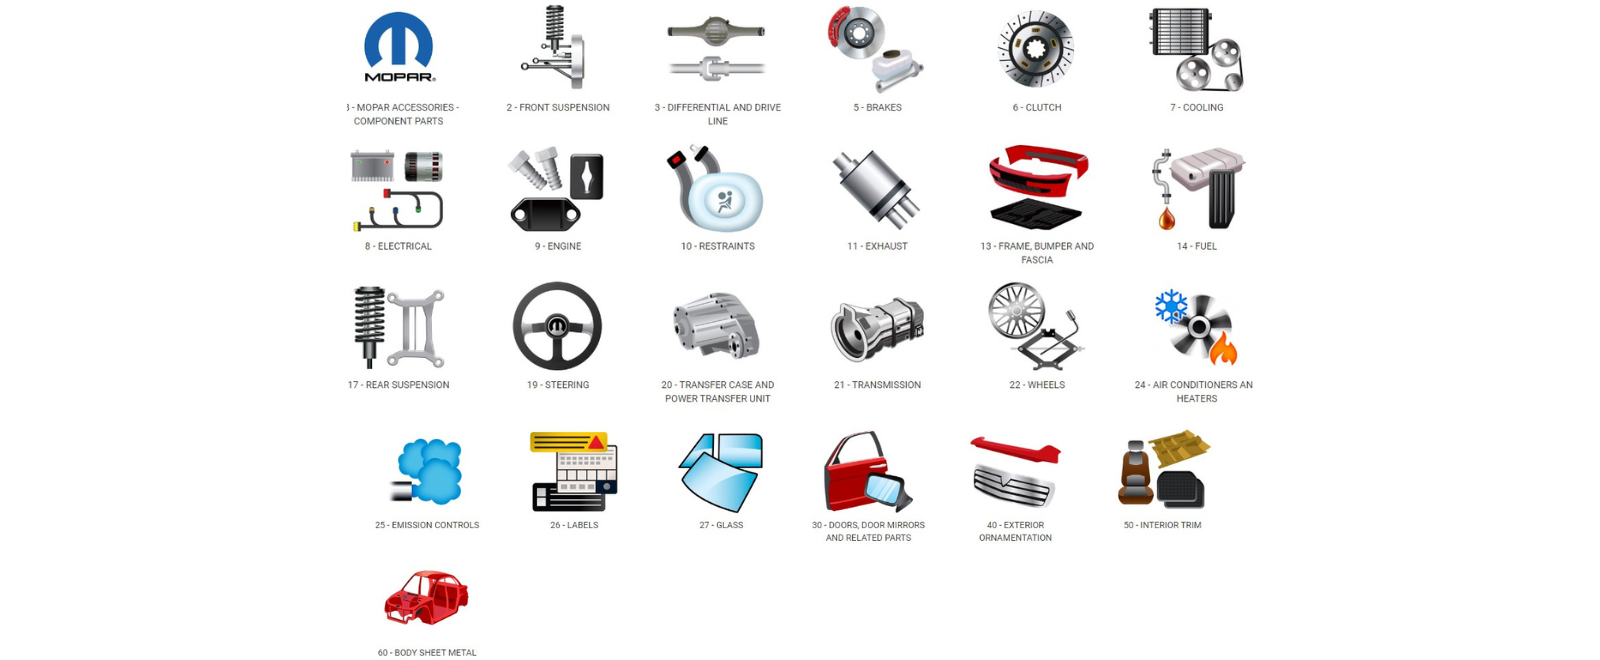 MOPAR
- MOPAR ACCESSORIES -
COMPONENT PARTS
2 - FRONT SUSPENSION
3 - DIFFERENTIAL AND DRIVE
LINE
5 - BRAKES
6 - CLUTCH
7 - COOLING
8 - ELECTRICAL
9 - ENGINE
10 - RESTRAINTS
11 - EXHAUST
13 - FRAME, BUMPER AND
FASCIA
14 - FUEL
17 - REAR SUSPENSION
19 - STEERING
20 - TRANSFER CASE AND
POWER TRANSFER UNIT
21 - TRANSMISSION
22 - WHEELS
24 - AIR CONDITIONERS AN
HEATERS
25 - EMISSION CONTROLS
26 - LABELS
27 - GLASS
30 - DOORS, DOOR MIRRORS
AND RELATED PARTS
40 - EXTERIOR
ORNAMENTATION
50 - INTERIOR TRIM
60 - BODY SHEET METAL